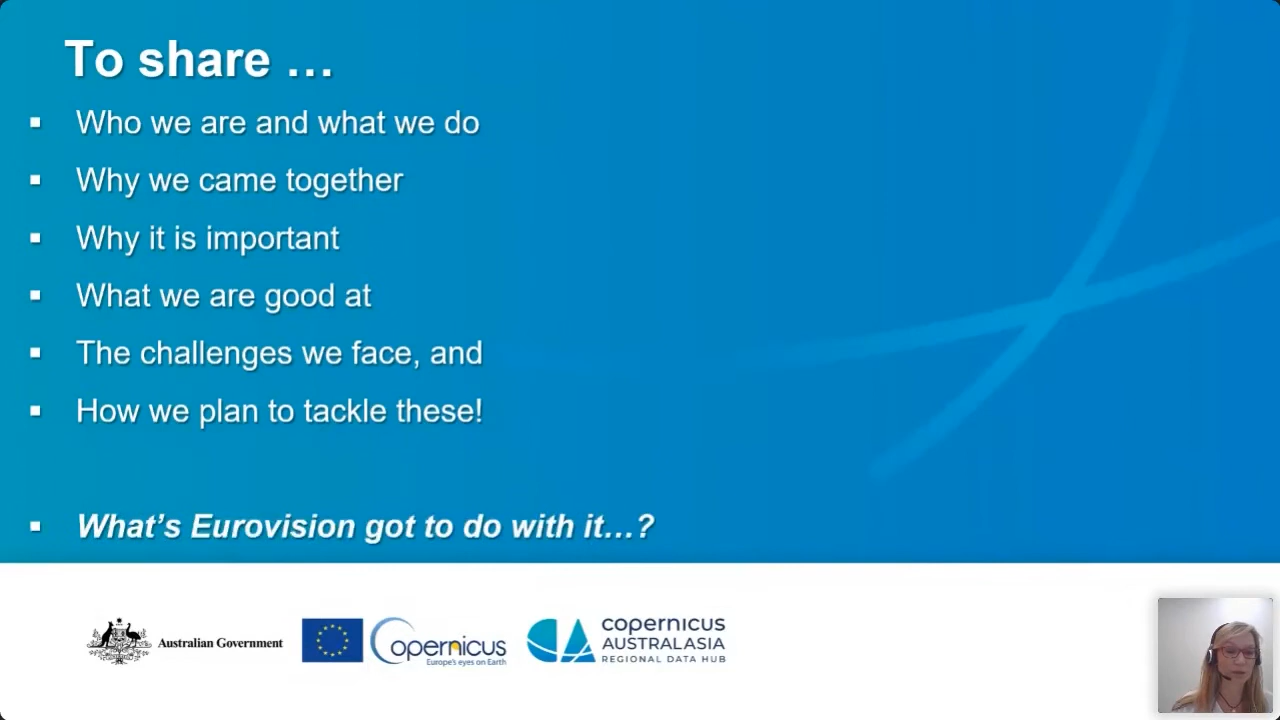 To share …
▪ Who we are and what we do
▪ Why we came together
▪ Why it is important
▪ What we are good at
▪ The challenges we face, and
▪ How we plan to tackle these!
▪ What's Eurovision got to do with it…?
Australian Government
Copernicus
Europe's eyes on Earth
copernicus
AUSTRALASIA
REGIONAL DATA HUB